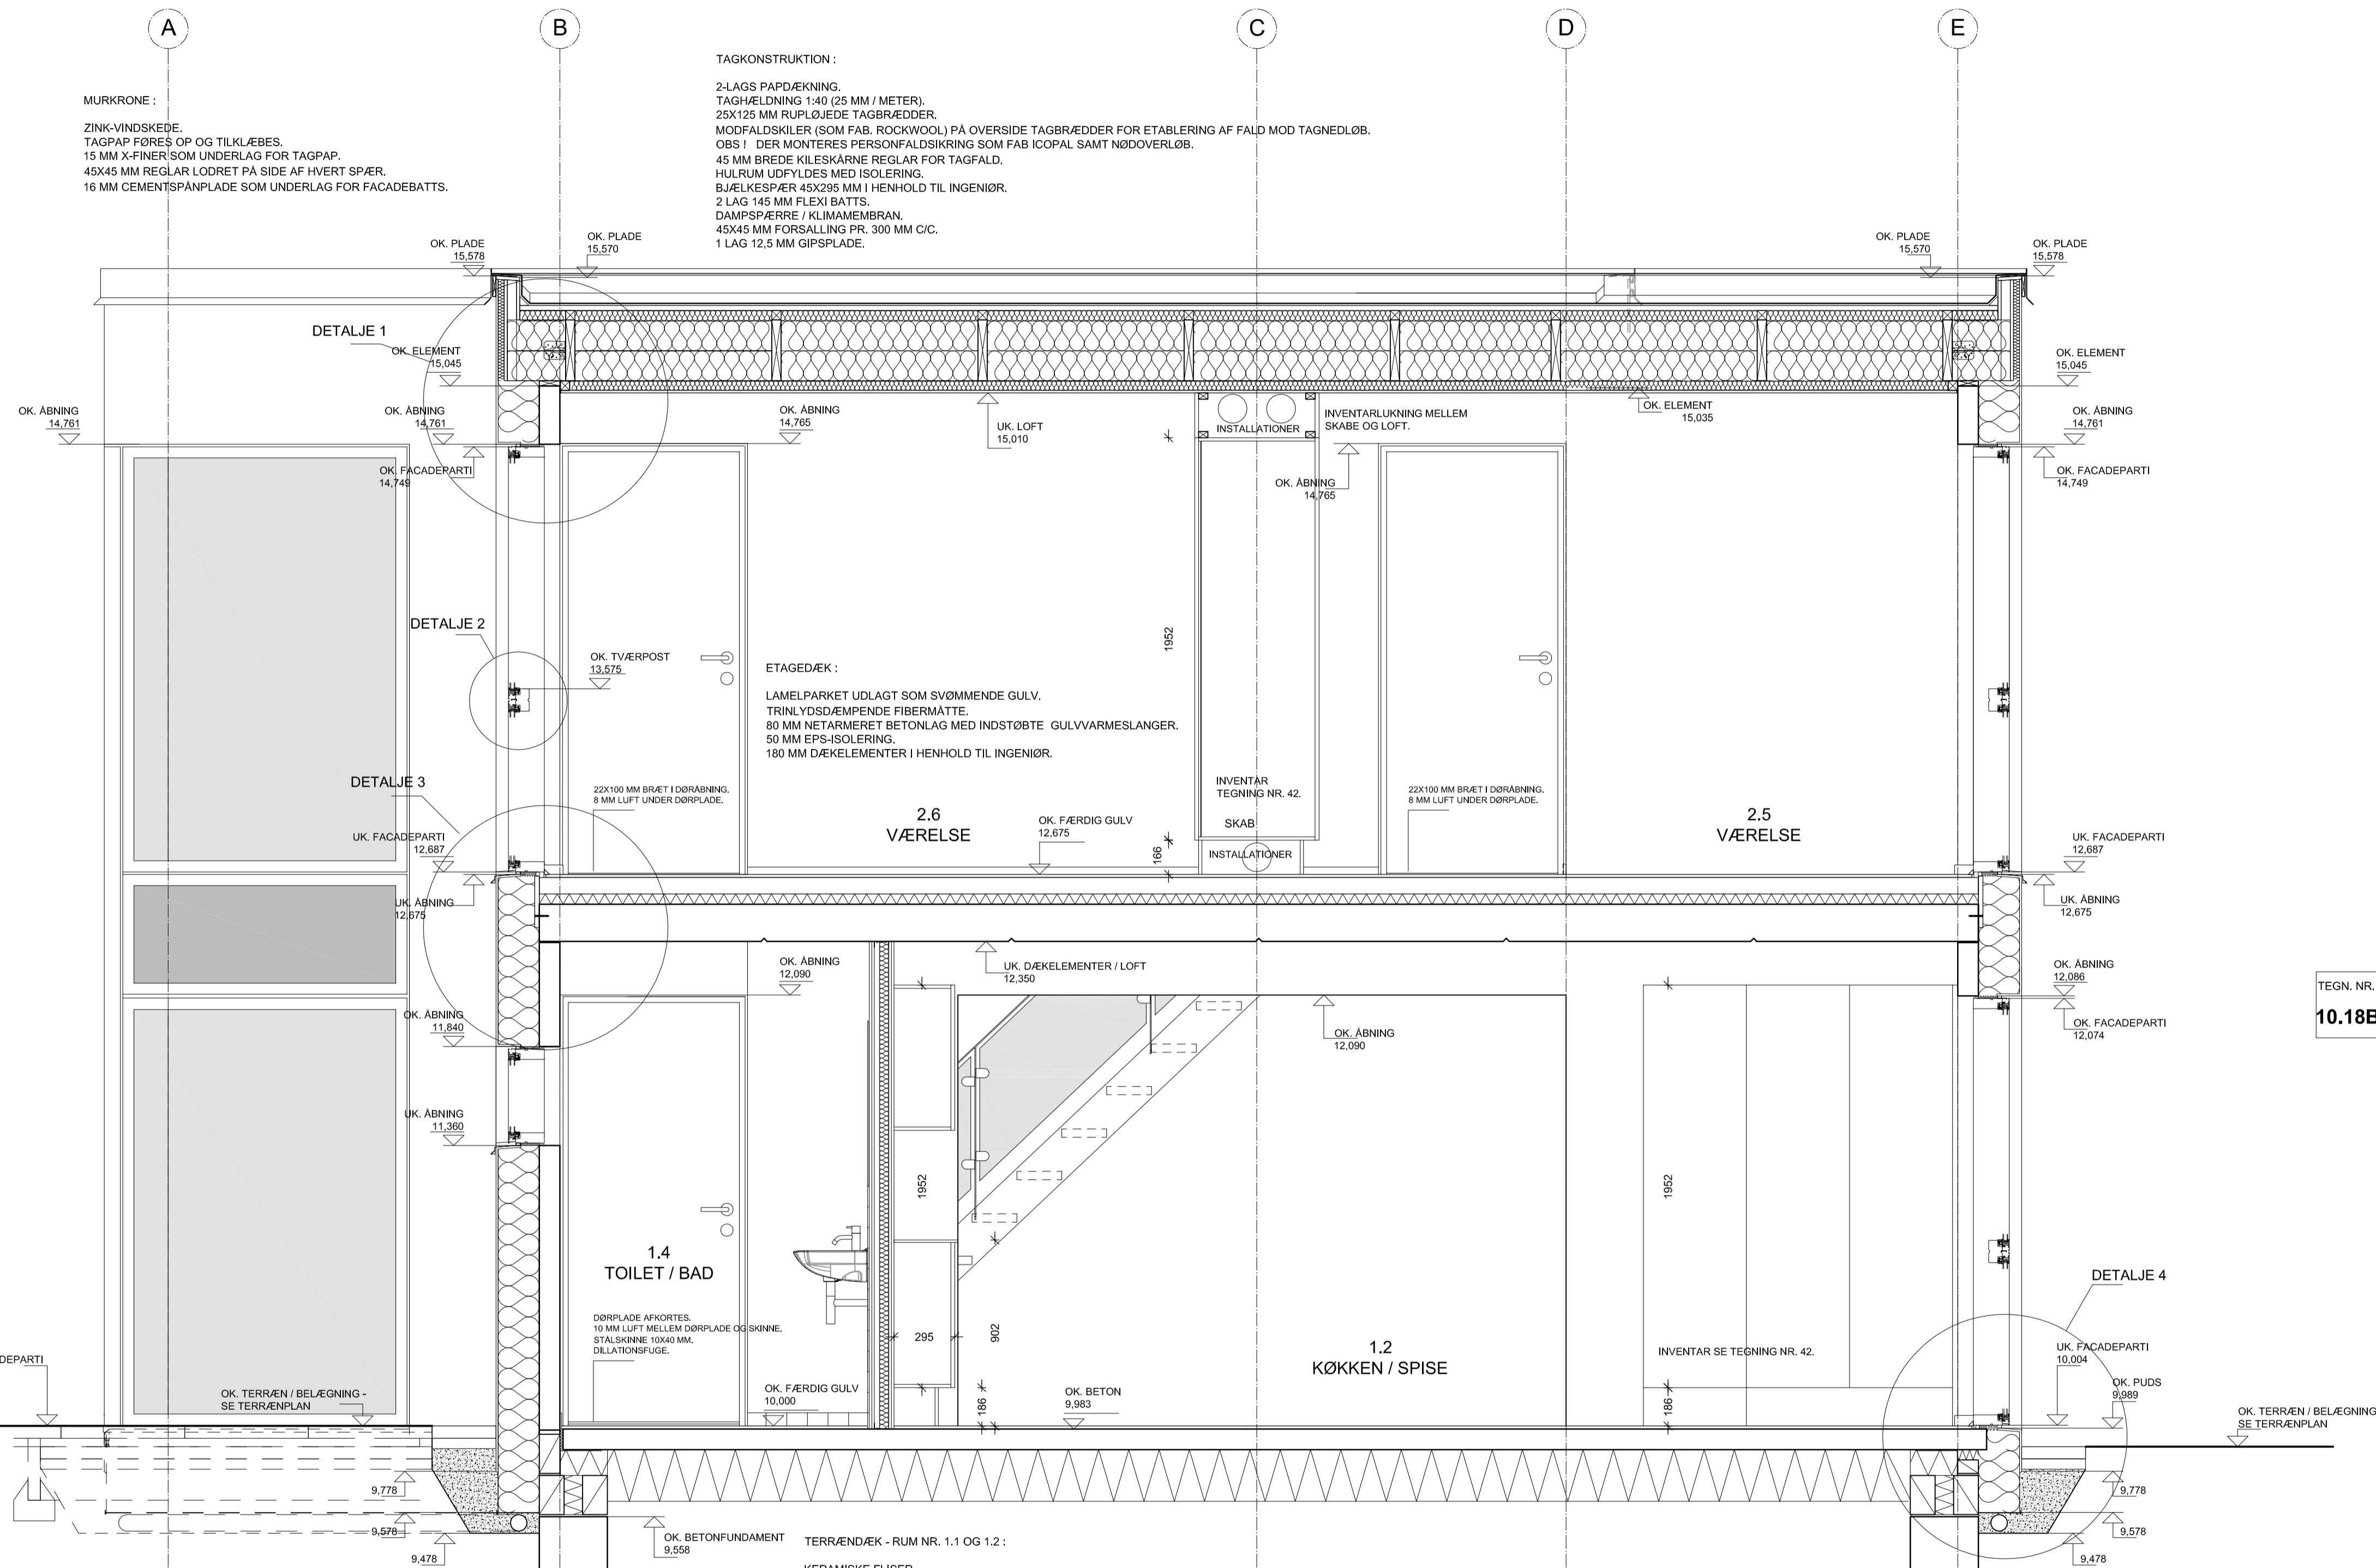 A
B
C
D
E
TAGKONSTRUKTION :
2-LAGS PAPDÆKNING.
TAGHÆLDNING 1:40 (25 MM / METER).
25X125 MM RUPLØJEDE TAGBRÆDDER.
MODFALDSKILER (SOM FAB. ROCKWOOL) PÅ OVERSIDE TAGBRÆDDER FOR ETABLERING AF FALD MOD TAGNEDLØB.
OBS ! DER MONTERES PERSONFALDSIKRING SOM FAB ICOPAL SAMT NØDOVERLØB.
45 MM BREDE KILESKÅRNE REGLAR FOR TAGFALD.
HULRUM UDFYLDES MED ISOLERING.
BJÆLKESPÆR 45X295 MM I HENHOLD TIL INGENIØR.
2 LAG 145 MM FLEXI BATTS.
DAMPSPÆRRE / KLIMAMEMBRAN.
45X45 MM FORSALLING PR. 300 MM C/C.
1 LAG 12,5 MM GIPSPLADE.
MURKRONE :
ZINK-VINDSKEDE.
TAGPAP FØRES OP OG TILKLÆBES.
15 MM X-FINER SOM UNDERLAG FOR TAGPAP.
45X45 MM REGLAR LODRET PÅ SIDE AF HVERT SPÆR.
16 MM CEMENTSPÅNPLADE SOM UNDERLAG FOR FACADEBATTS.
OK. PLADE
15,578
OK. PLADE
15,570
OK. PLADE
15,570
OK. PLADE
15,578
DETALJE 1
OK. ELEMENT
15,045
OK. ELEMENT
15,045
OK. ÅBNING
14,761
OK. ÅBNING
14,761
OK. ÅBNING
14,765
UK. LOFT
15,010
INSTALLATIONER
INVENTARLUKNING MELLEM
SKABE OG LOFT.
OK. ELEMENT
15,035
OK. ÅBNING
14,761
OK. FACADEPARTI
14,749
OK. ÅBNING
14,765
OK. FACADEPARTI
14,749
DETALJE 2
OK. TVÆRPOST
13,575
1952
ETAGEDÆK :
LAMELPARKET UDLAGT SOM SVØMMENDE GULV.
TRINLYDSDÆMPENDE FIBERMÅTTE.
80 MM NETARMERET BETONLAG MED INDSTØBTE GULVVARMESLANGER.
50 MM EPS-ISOLERING.
180 MM DÆKELEMENTER I HENHOLD TIL INGENIØR.
DETALJE 3
22X100 MM BRÆT I DØRÅBNING.
8 MM LUFT UNDER DØRPLADE.
INVENTAR
TEGNING NR. 42.
22X100 MM BRÆT I DØRÅBNING.
8 MM LUFT UNDER DØRPLADE.
2.6
VÆRELSE
OK. FÆRDIG GULV
12,675
SKAB
2.5
VÆRELSE
UK. FACADEPARTI
12,687
166
INSTALLATIONER
UK. FACADEPARTI
12,687
UK. ÅBNING
12,675
UK. ÅBNING
12,675
OK. ÅBNING
12,090
UK. DÆKELEMENTER / LOFT
12,350
OK. ÅBNING
12,086
OK. ÅBNING
11,840
OK. ÅBNING
12,090
OK. FACADEPARTI
12,074
TEGN. NR.
10.18B
UK. ÅBNING
11,360
1952
1952
1.4
TOILET / BAD
DETALJE 4
DØRPLADE AFKORTES.
10 MM LUFT MELLEM DØRPLADE OG SKINNE.
STÅLSKINNE 10X40 MM.
DILLATIONSFUGE.
295
902
1.2
KØKKEN / SPISE
INVENTAR SE TEGNING NR. 42.
UK. FACADEPARTI
10,004
DEPARTI
OK. TERRÆN / BELÆGNING -
SE TERRÆNPLAN
OK. FÆRDIG GULV
10,000
186
OK. BETON
9,983
186
OK. PUDS
9,989
OK. TERRÆN / BELÆGNING
SE TERRÆNPLAN
9,778
9,778
9,578
9,578
9,478
9,478
OK. BETONFUNDAMENT
9,558
TERRÆNDÆK - RUM NR. 1.1 OG 1.2 :
KERAMISKE FLISER